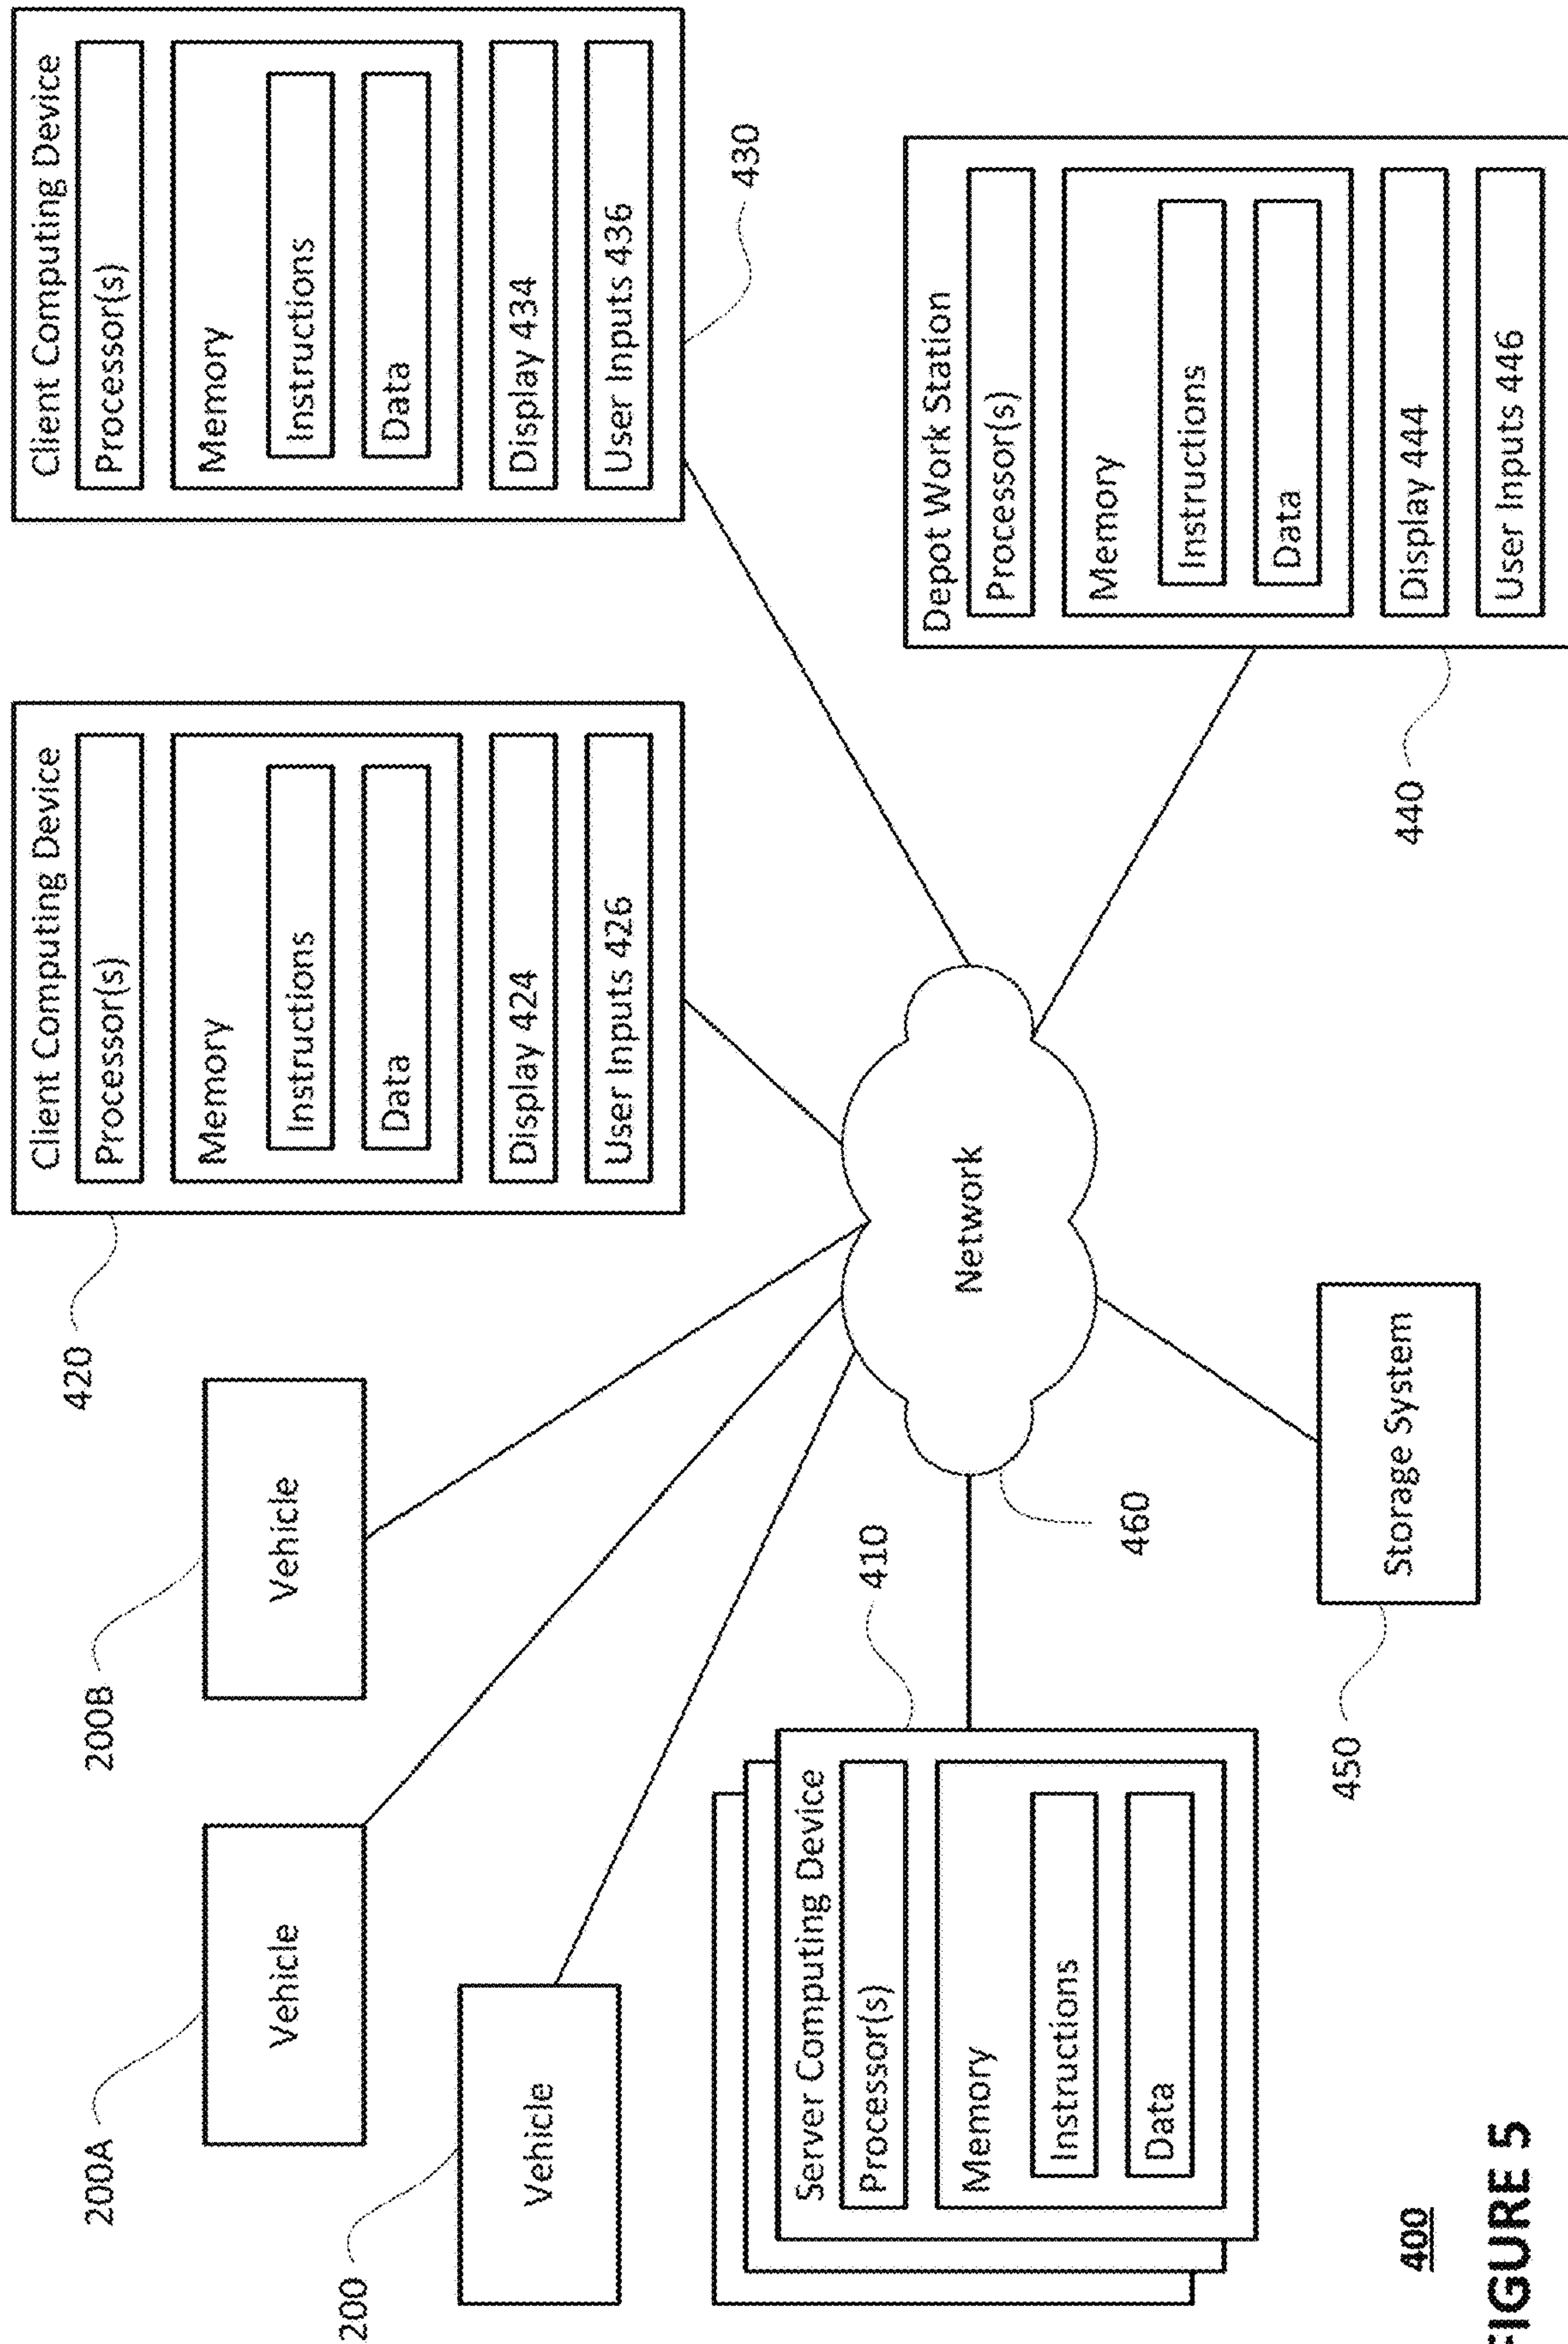 200A
200B
420
Vehicle
Vehicle
Client Computing Device
Processor(s)
Memory
Instructions
Data
Display 424
User Inputs 426
Client Computing Device
Processor(s)
Memory
Instructions
Data
Display 434
User Inputs 436
430
200
Vehicle
Server Computing Device
Processor(s)
Memory
Instructions
Data
410
Network
460
Depot Work Station
Processor(s)
Memory
Instructions
Data
Display 444
User Inputs 446
440
450
Storage System
400
FIGURE 5